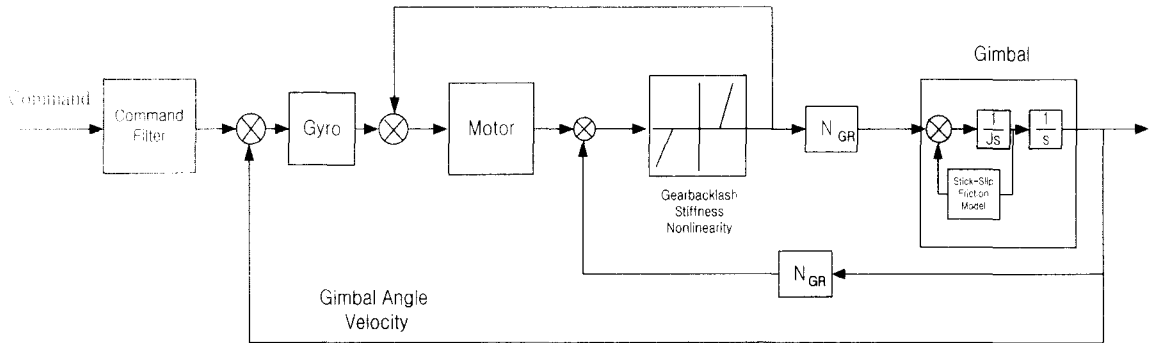 Gimbal
Command
Command
Filter
Gyro
Motor
N GR
1
Js
1
s
Stick-Slip
Friction
Model
Gearbacklash
Stiffness
Nonlinearity
N GR
Gimbal Angle
Velocity